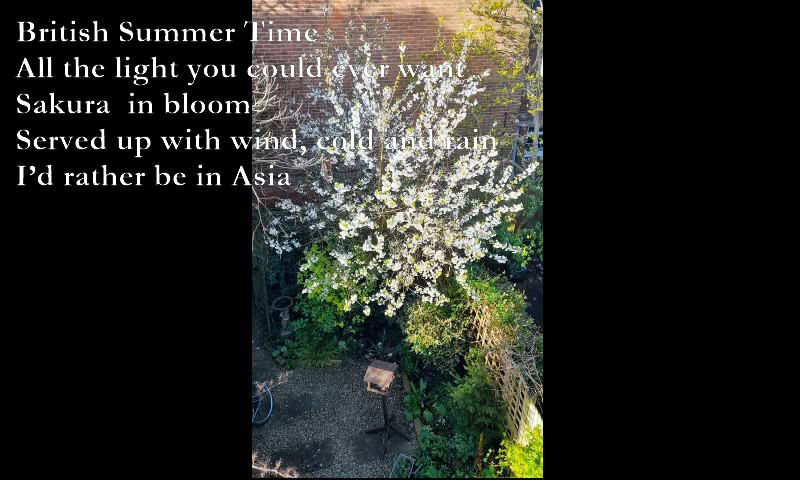 British Summer Time
All the light you could ever want
Sakura  in bloom
Served up with wind, cold and rain
I'd rather be in Asia